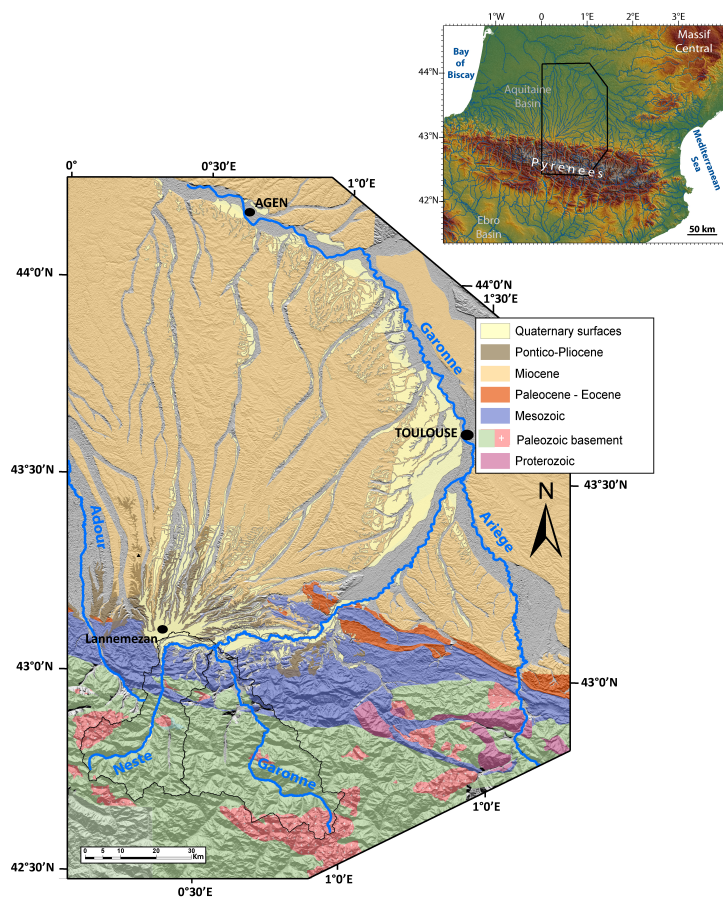 1°W 0 1°E 2°E 3°E
Massif
Central
Bay
of
Biscay
44°N
Aquitaine
Basin
43°N
Mediterranean
Sea
Pyrenees
42°N
Ebro
Basin
50 km
0° 0°30'E 1°0'E
AGEN
44°0'N 44°0'N
1°30'E
Garonne
Quaternary surfaces
Pontico-Pliocene
Miocene
Paleocene - Eocene
Mesozoic
+ Paleozoic basement
Proterozoic
TOULOUSE
43°30'N 43°30'N
N
Adour
Ariège
Lannemezan
43°0'N 43°0'N
Neste
Garonne
1°0'E
0 5 10 20 30
Km
42°30'N
0°30'E 1°0'E